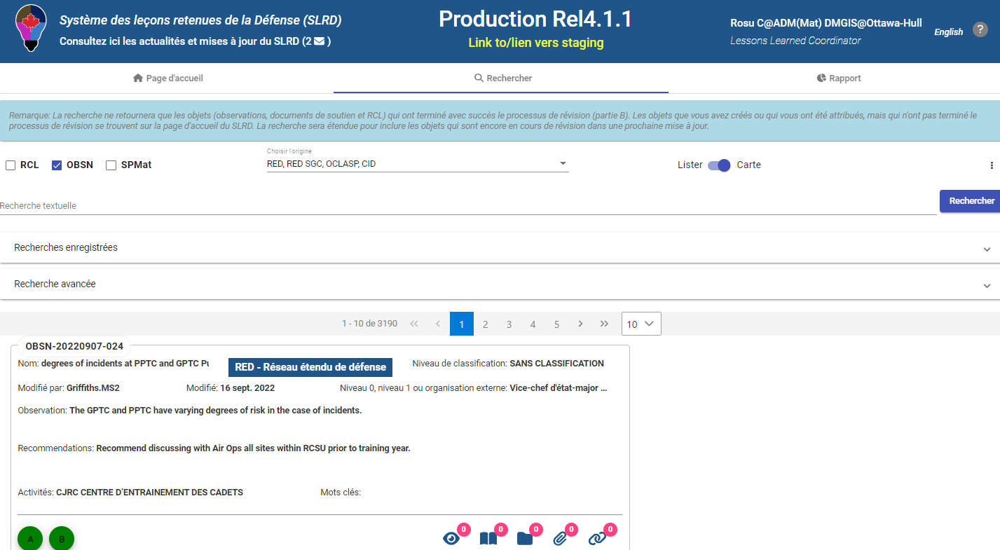 Système des leçons retenues de la Défense (SLRD)
Consultez ici les actualités et mises à jour du SLRD (2 )
Production Rel4.1.1
Link to/lien vers staging
Rosu C@ADM(Mat) DMGIS@Ottawa-Hull
Lessons Learned Coordinator
English
?
Page d'accueil
Rechercher
Rapport
Remarque: La recherche ne retournera que les objets (observations, documents de soutien et RCL) qui ont terminé avec succès le processus de révision (partie B). Les objets que vous avez créés ou qui vous ont été attribués, mais qui n'ont pas terminé le
processus de révision se trouvent sur la page d'accueil du SLRD. La recherche sera étendue pour inclure les objets qui sont encore en cours de révision dans une prochaine mise à jour.
RCL OBSN SPMat
Choisir l'origine
RED, RED SGC, OCLASP, CID
Lister Carte
Recherche textuelle
Rechercher
Recherches enregistrées
Recherche avancée
1 - 10 de 3190 1 2 3 4 5 10
OBSN-20220907-024
Nom: degrees of incidents at PPTC and GPTC
RED - Réseau étendu de défense
Niveau de classification: SANS CLASSIFICATION
Modifié par: Griffiths.MS2 Modifié: 16 sept. 2022 Niveau 0, niveau 1 ou organisation externe: Vice-chef d'état-major ...
Observation: The GPTC and PPTC have varying degrees of risk in the case of incidents.
Recommendations: Recommend discussing with Air Ops all sites within RCSU prior to training year.
Activités: CJRC CENTRE D'ENTRAINEMENT DES CADETS Mots clés:
A B 0 0 0 0 0